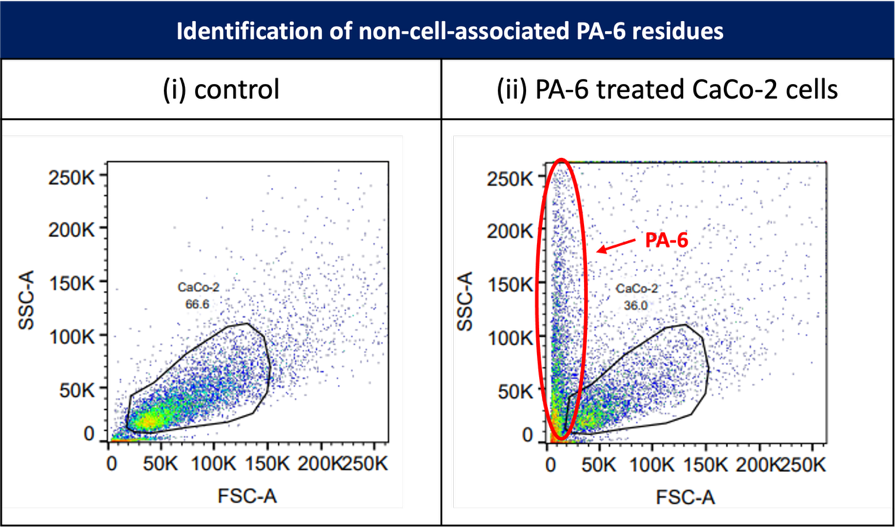 Identification of non-cell-associated PA-6 residues
(i) control
(ii) PA-6 treated CaCo-2 cells
250K
200K
150K
100K
50K
0
SSC-A
CaCo-2
66.6
0
50K
100K
150K
200K
250K
FSC-A
250K
200K
150K
100K
50K
0
SSC-A
PA-6
CaCo-2
36.0
0
50K
100K
150K
200K
250K
FSC-A